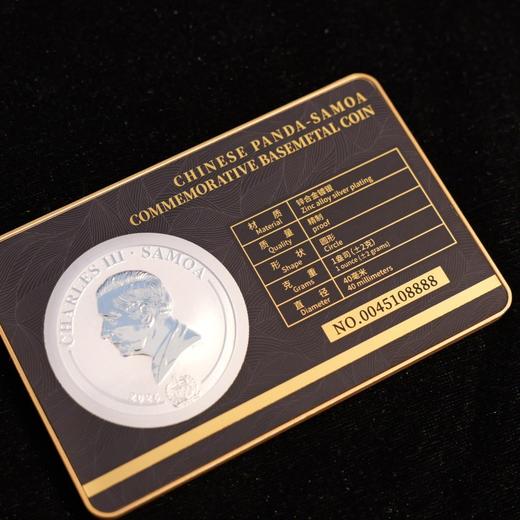 CHINESE PANDA-SAMOA
COMMEMORATIVE BASEMETAL COIN
材 质 锌合金镀银
Material Zinc alloy silver plating
质 量 精制
Quality proof
形 状 圆形
Shape Circle
克 重 1盎司(±2克)
Grams 1 ounce (±2 grams)
直 径 40毫米
Diameter 40 millimeters
NO.0045108888
CHARLES III · SAMOA